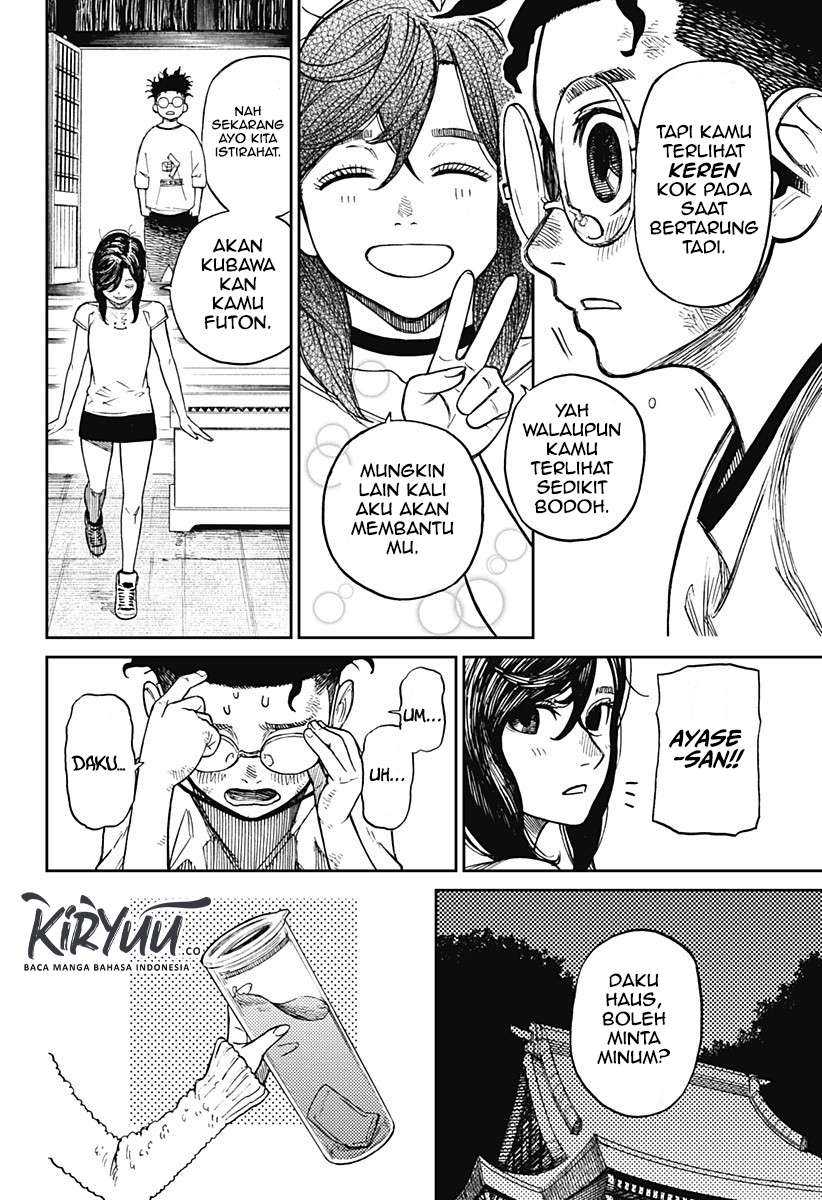 TAPI KAMU
TERLIHAT
KEREN
KOK PADA
SAAT
BERTARUNG
TADI.
YAH
WALAUPUN
KAMU
TERLIHAT
SEDIKIT
BODOH.
MUNGKIN
LAIN KALI
AKU AKAN
MEMBANTU
MU.
NAH
SEKARANG
AYO KITA
ISTIRAHAT.
AKAN
KUBAWA
KAN
KAMU
FUTON.
AYASE
-SAN!!
UM...
UH...
DAKU...
DAKU
HAUS,
BOLEH
MINTA
MINUM?
KIRYUU.CO
BACA MANGA BAHASA INDONESIA